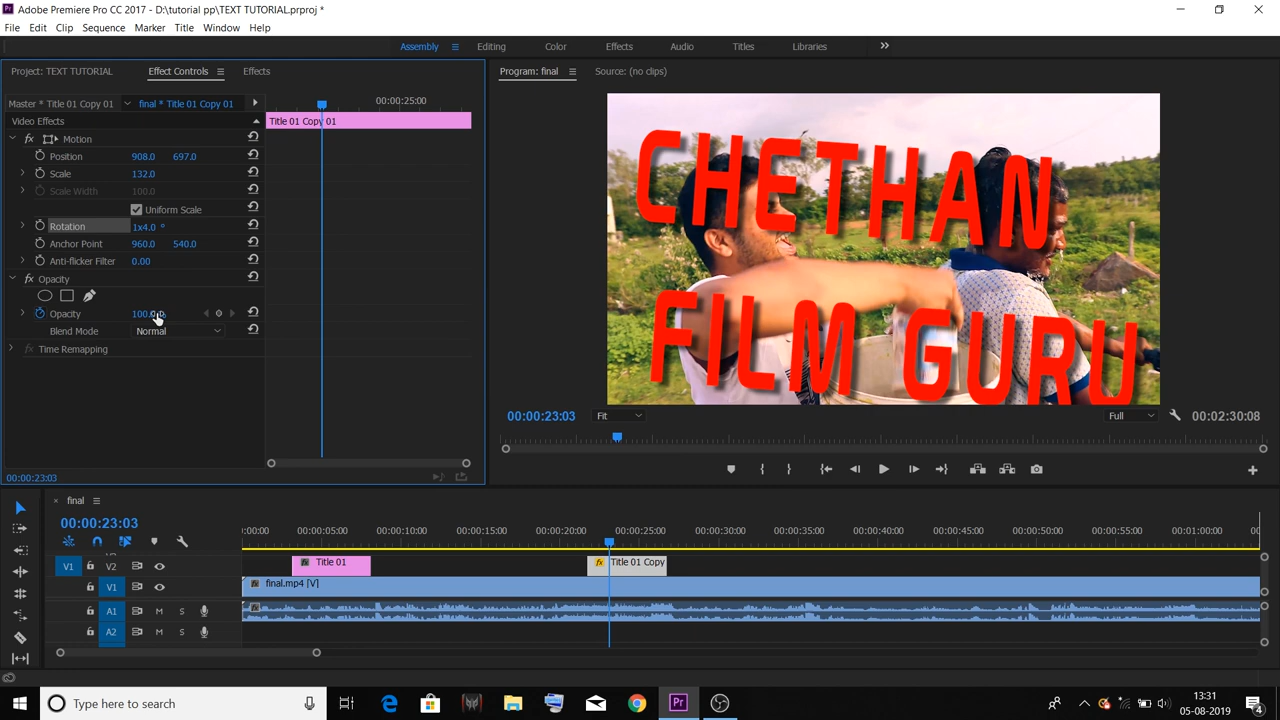 Adobe Premiere Pro CC 2017 - D:\tutorial pp\TEXT TUTORIAL.prproj *
File Edit Clip Sequence Marker Title Window Help
Assembly Editing Color Effects Audio Titles Libraries
Project: TEXT TUTORIAL Effect Controls Effects
Program: final Source: (no clips)
Master * Title 01 Copy 01 final * Title 01 Copy 01 00:00:25:00
Video Effects Title 01 Copy 01
fx Motion
Position 908.0 697.0
Scale 132.0
Scale Width 100.0
Uniform Scale
Rotation 1x4.0 °
Anchor Point 960.0 540.0
Anti-flicker Filter 0.00
fx Opacity
Opacity
Blend Mode Normal
fx Time Remapping
00:00:23:03
CHETHAN
FILM GURU
00:00:23:03 Fit Full 00:02:30:08
× final
00:00:23:03
:00:00 00:00:05:00 00:00:10:00 00:00:15:00 00:00:20:00 00:00:25:00 00:00:30:00 00:00:35:00 00:00:40:00 00:00:45:00 00:00:50:00 00:00:55:00 00:01:00:00
V1 V2 fx Title 01 fx Title 01 Copy
V1 fx final.mp4 [V]
A1 M S fx
A2 M S
Type here to search
Pr
13:31
05-08-2019
4